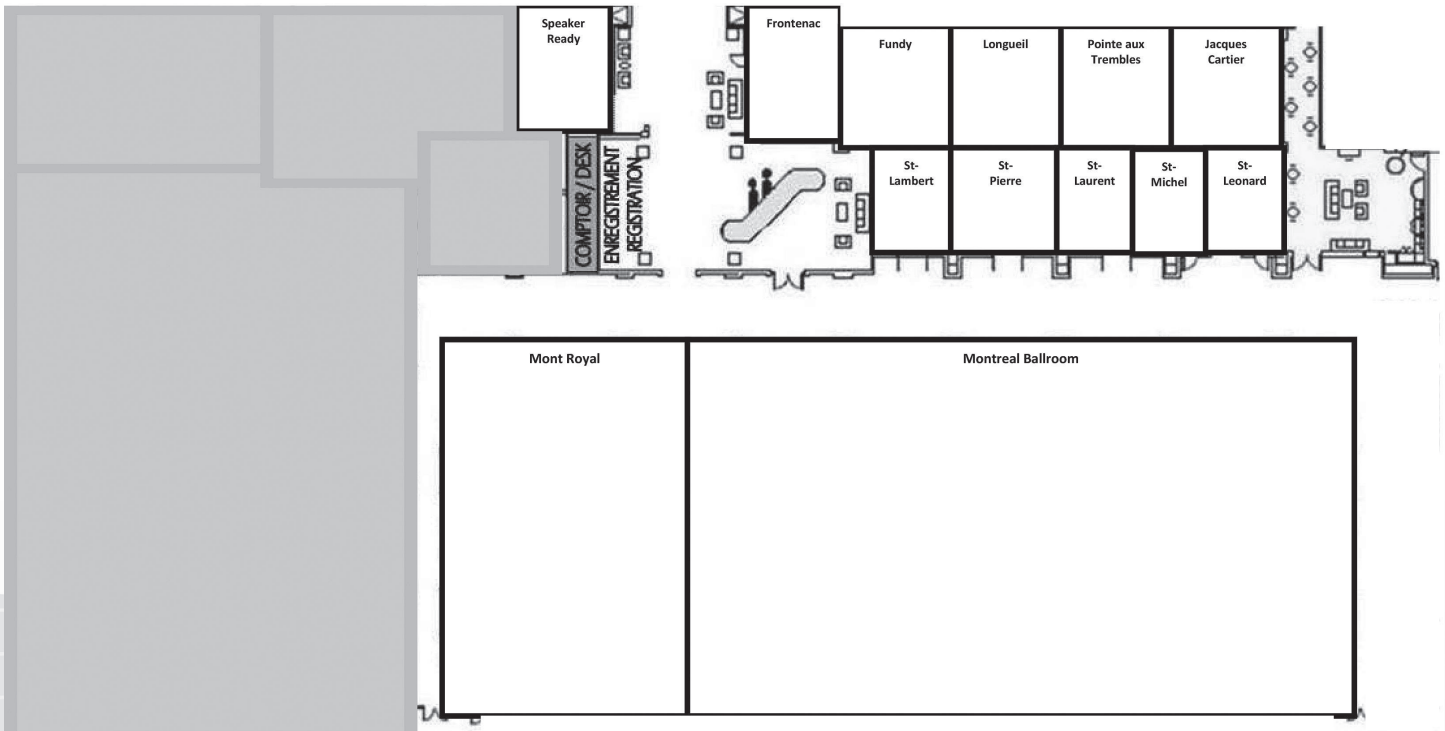 Speaker
Ready
Frontenac
Fundy
Longueil
Pointe aux
Trembles
Jacques
Cartier
COMPTOIR / DESK
ENREGISTREMENT
REGISTRATION
St-
Lambert
St-
Pierre
St-
Laurent
St-
Michel
St-
Leonard
Mont Royal
Montreal Ballroom